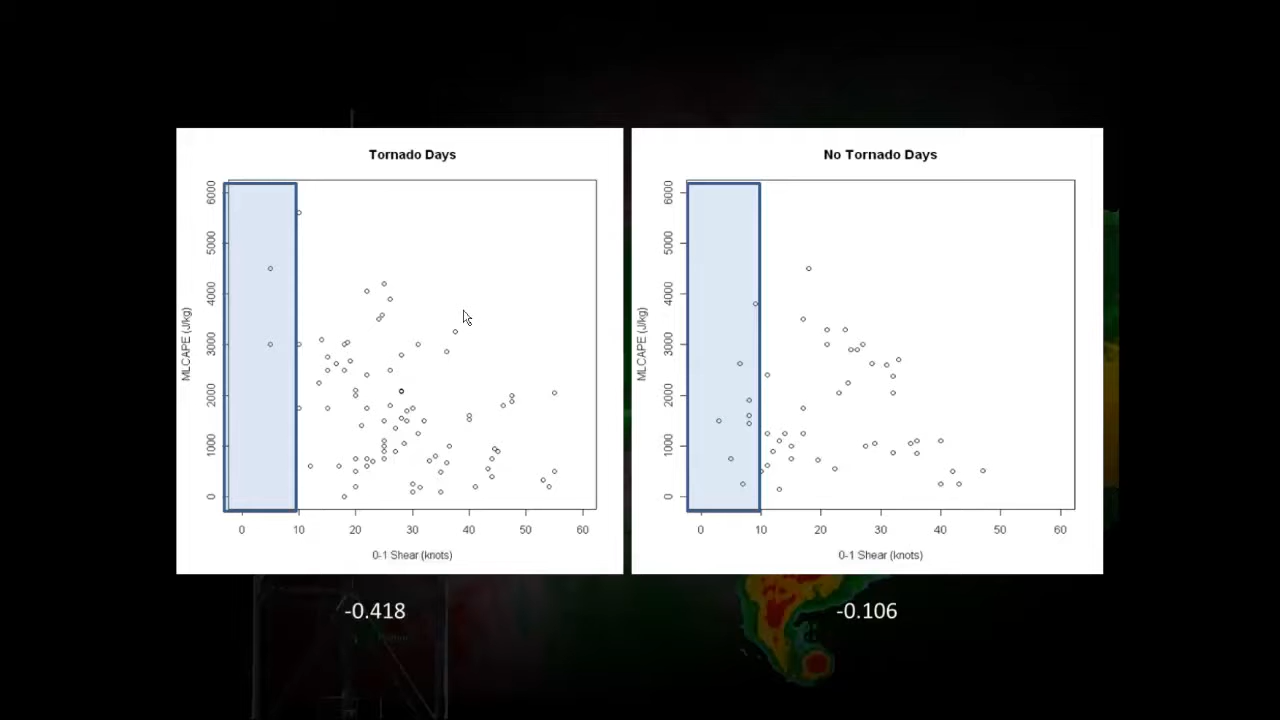 Tornado Days
6000
5000
4000
3000
2000
1000
0
MLCAPE (J/kg)
0 10 20 30 40 50 60
0-1 Shear (knots)
-0.418
No Tornado Days
6000
5000
4000
3000
2000
1000
0
MLCAPE (J/kg)
0 10 20 30 40 50 60
0-1 Shear (knots)
-0.106